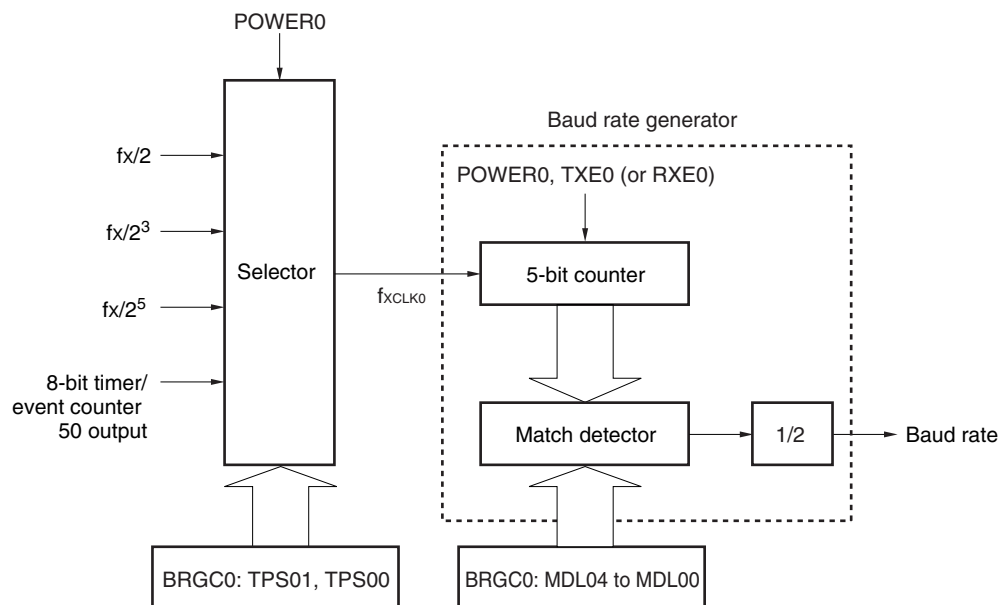 POWER0
Baud rate generator
fx/2
POWER0, TXE0 (or RXE0)
fx/2³
Selector
5-bit counter
fXCLK0
fx/2⁵
8-bit timer/
event counter
50 output
Match detector
1/2
Baud rate
BRGC0: TPS01, TPS00
BRGC0: MDL04 to MDL00